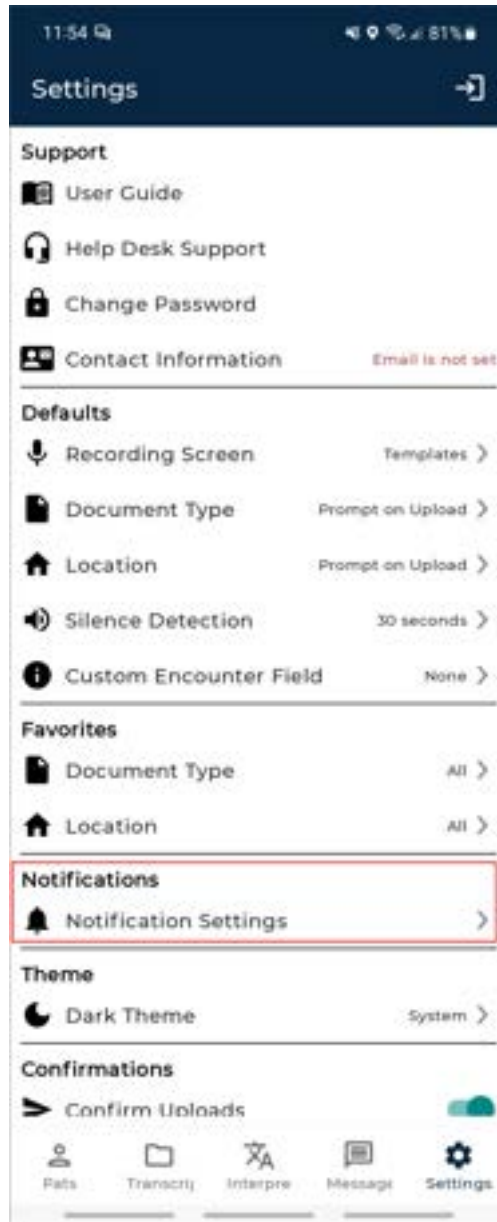 11:54 81%
Settings
Support
User Guide
Help Desk Support
Change Password
Contact Information Email is not set
Defaults
Recording Screen Templates
Document Type Prompt on Upload
Location Prompt on Upload
Silence Detection 30 seconds
Custom Encounter Field None
Favorites
Document Type All
Location All
Notifications
Notification Settings
Theme
Dark Theme System
Confirmations
Confirm Uploads
Pats Transcrij Interpre Message Settings